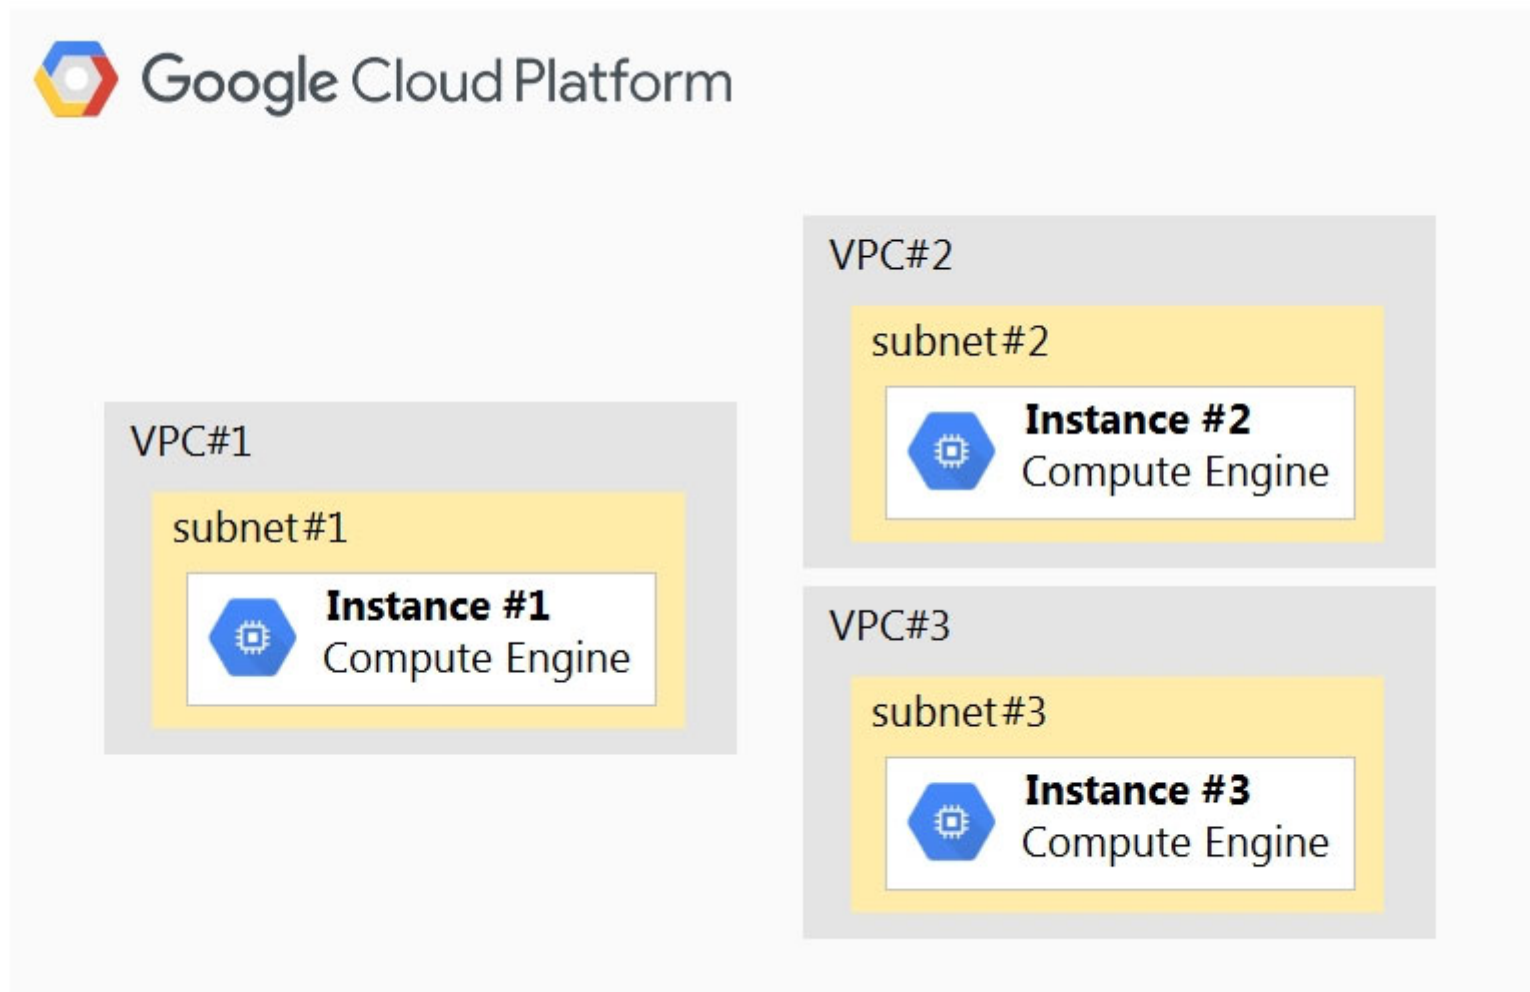 Google Cloud Platform
VPC#1
subnet#1
Instance #1
Compute Engine
VPC#2
subnet#2
Instance #2
Compute Engine
VPC#3
subnet#3
Instance #3
Compute Engine